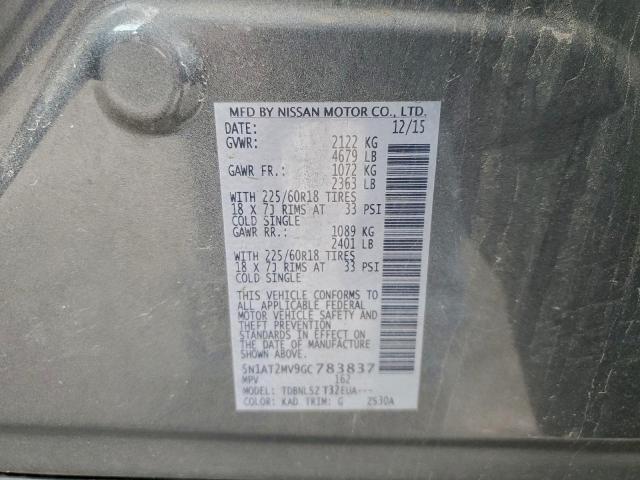 MFD BY NISSAN MOTOR CO., LTD.
DATE: 12/15
GVWR: 2122 KG
4679 LB
GAWR FR.: 1072 KG
2363 LB
WITH 225/60R18 TIRES
18 X 7J RIMS AT 33 PSI
COLD SINGLE
GAWR RR.: 1089 KG
2401 LB
WITH 225/60R18 TIRES
18 X 7J RIMS AT 33 PSI
COLD SINGLE
THIS VEHICLE CONFORMS TO
ALL APPLICABLE FEDERAL
MOTOR VEHICLE SAFETY AND
THEFT PREVENTION
STANDARDS IN EFFECT ON
THE DATE OF MANUFACTURE
SHOWN ABOVE.
5N1AT2MV9GC783837
MPV 162
MODEL: TDBNLS2 T32EUA---
COLOR: KAD TRIM: G 2530A